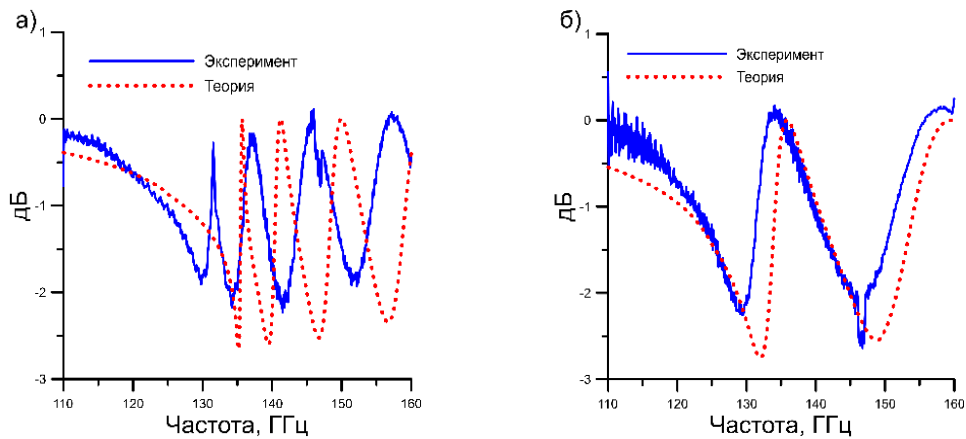 а)
Эксперимент
Теория
дБ
1
0
-1
-2
-3
110 120 130 140 150 160
Частота, ГГц
б)
Эксперимент
Теория
дБ
1
0
-1
-2
-3
110 120 130 140 150 160
Частота, ГГц